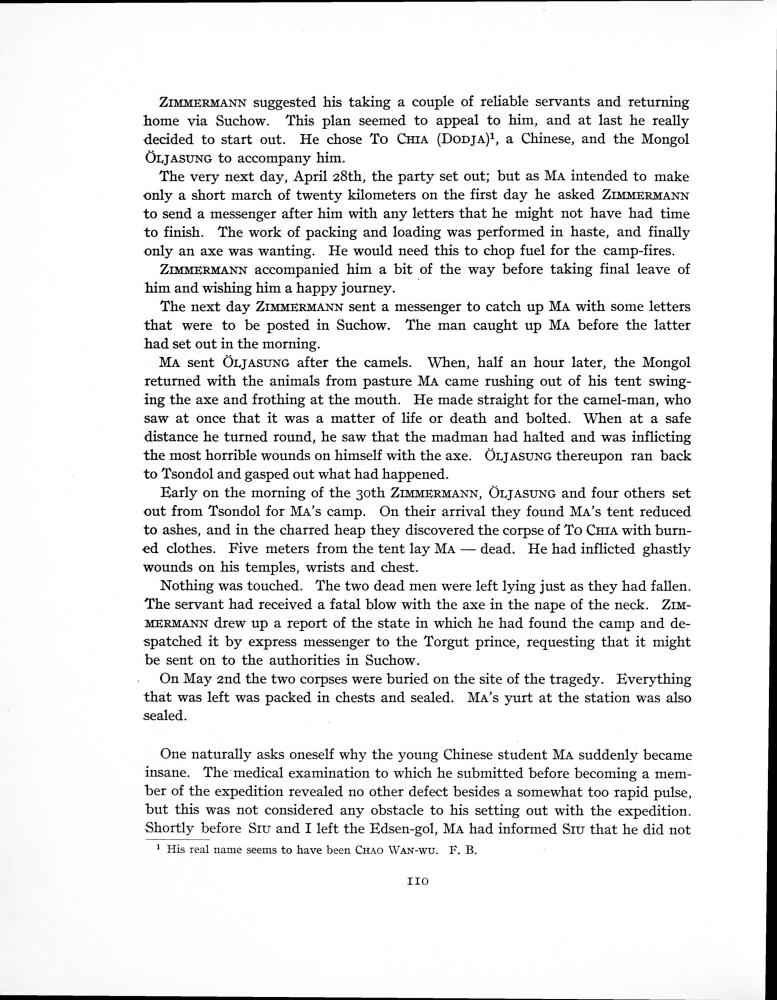 ZIMMERMANN suggested his taking a couple of reliable servants and returning
home via Suchow. This plan seemed to appeal to him, and at last he really
decided to start out. He chose TO CHIA (DODJA)¹, a Chinese, and the Mongol
ÖLJASUNG to accompany him.
The very next day, April 28th, the party set out; but as MA intended to make
only a short march of twenty kilometers on the first day he asked ZIMMERMANN
to send a messenger after him with any letters that he might not have had time
to finish. The work of packing and loading was performed in haste, and finally
only an axe was wanting. He would need this to chop fuel for the camp-fires.
ZIMMERMANN accompanied him a bit of the way before taking final leave of
him and wishing him a happy journey.
The next day ZIMMERMANN sent a messenger to catch up MA with some letters
that were to be posted in Suchow. The man caught up MA before the latter
had set out in the morning.
MA sent ÖLJASUNG after the camels. When, half an hour later, the Mongol
returned with the animals from pasture MA came rushing out of his tent swing-
ing the axe and frothing at the mouth. He made straight for the camel-man, who
saw at once that it was a matter of life or death and bolted. When at a safe
distance he turned round, he saw that the madman had halted and was inflicting
the most horrible wounds on himself with the axe. ÖLJASUNG thereupon ran back
to Tsondol and gasped out what had happened.
Early on the morning of the 30th ZIMMERMANN, ÖLJASUNG and four others set
out from Tsondol for MA's camp. On their arrival they found MA's tent reduced
to ashes, and in the charred heap they discovered the corpse of TO CHIA with burn-
ed clothes. Five meters from the tent lay MA — dead. He had inflicted ghastly
wounds on his temples, wrists and chest.
Nothing was touched. The two dead men were left lying just as they had fallen.
The servant had received a fatal blow with the axe in the nape of the neck. ZIM-
MERMANN drew up a report of the state in which he had found the camp and de-
spatched it by express messenger to the Torgut prince, requesting that it might
be sent on to the authorities in Suchow.
On May 2nd the two corpses were buried on the site of the tragedy. Everything
that was left was packed in chests and sealed. MA's yurt at the station was also
sealed.
One naturally asks oneself why the young Chinese student MA suddenly became
insane. The medical examination to which he submitted before becoming a mem-
ber of the expedition revealed no other defect besides a somewhat too rapid pulse,
but this was not considered any obstacle to his setting out with the expedition.
Shortly before SIU and I left the Edsen-gol, MA had informed SIU that he did not
¹ His real name seems to have been CHAO WAN-WU. F. B.
110